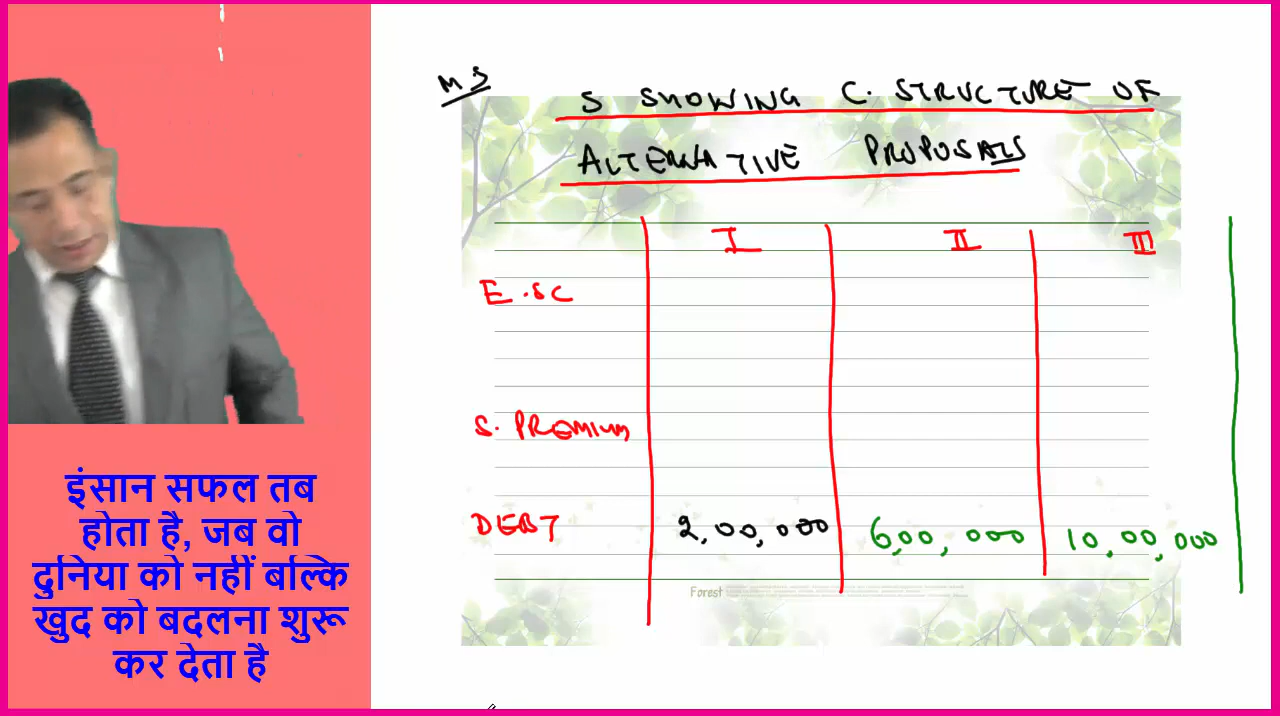 M S
S SHOWING C. STRUCTURE OF
ALTERNATIVE PROPOSALS
I II III
E. SC
S. PREMIUM
DEBT 2,00,000 6,00,000 10,00,000
Forest
इंसान सफल तब
होता है, जब वो
दुनिया को नहीं बल्कि
खुद को बदलना शुरू
कर देता है